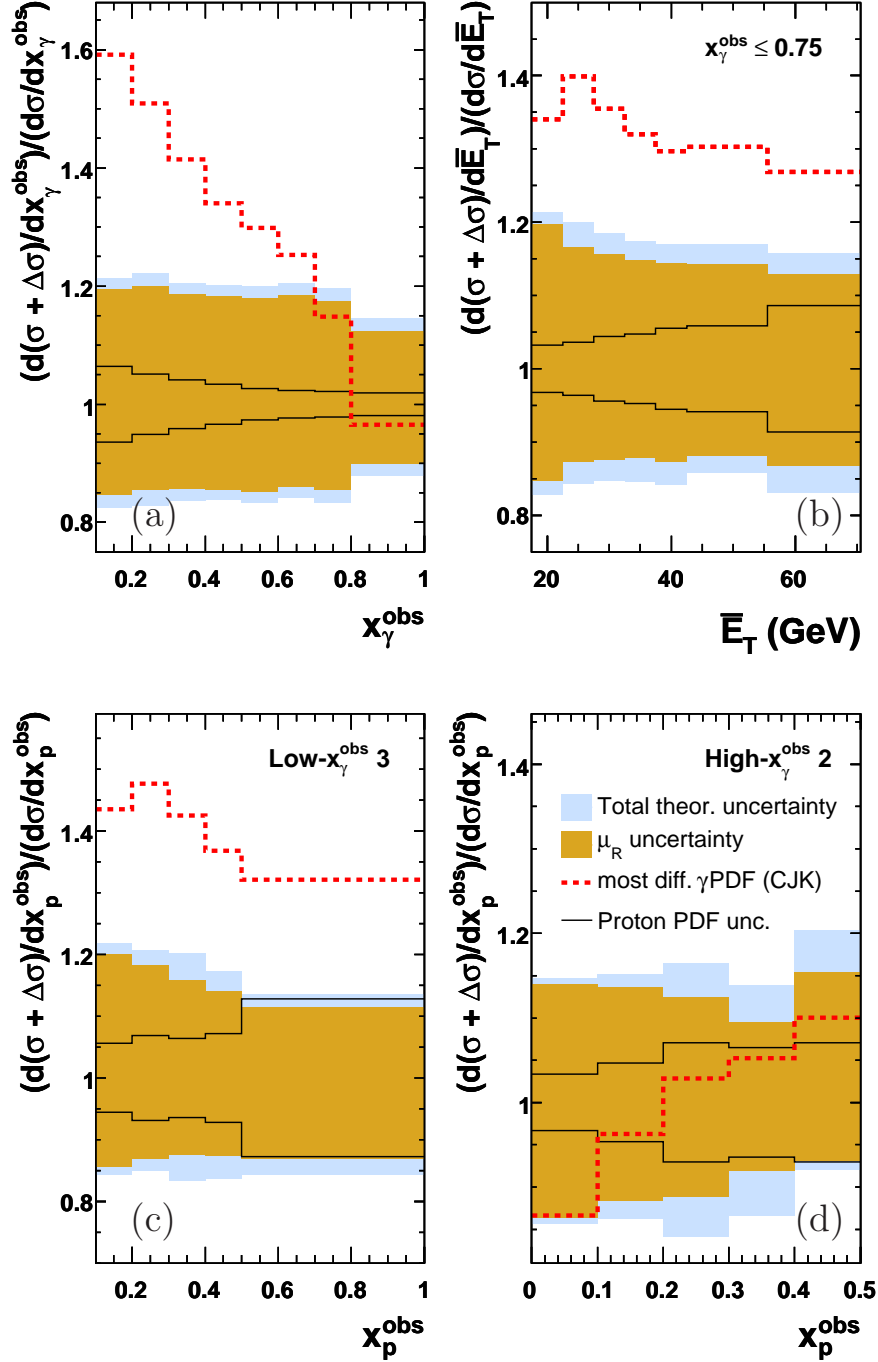 (d(σ + Δσ)/dx_γ^obs)/(dσ/dx_γ^obs)
1.6
1.4
1.2
1
0.8
(a)
0.2 0.4 0.6 0.8 1
x_γ^obs
(d(σ + Δσ)/dE̅_T)/(dσ/dE̅_T)
x_γ^obs ≤ 0.75
1.4
1.2
1
0.8
(b)
20 40 60
E̅_T (GeV)
(d(σ + Δσ)/dx_p^obs)/(dσ/dx_p^obs)
Low-x_γ^obs 3
1.4
1.2
1
0.8
(c)
0.2 0.4 0.6 0.8 1
x_p^obs
(d(σ + Δσ)/dx_p^obs)/(dσ/dx_p^obs)
High-x_γ^obs 2
Total theor. uncertainty
μ_R uncertainty
most diff. γPDF (CJK)
Proton PDF unc.
1.4
1.2
1
(d)
0 0.1 0.2 0.3 0.4 0.5
x_p^obs